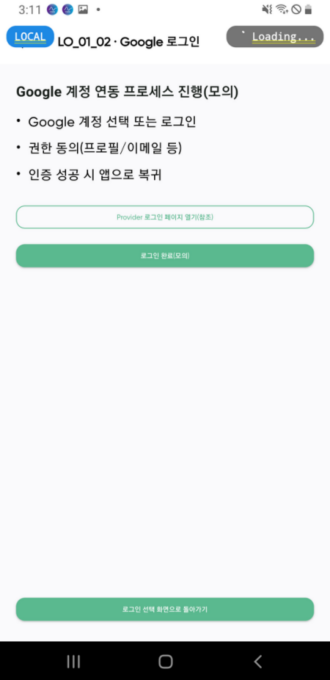 3:11
LOCAL
LO_01_02 · Google 로그인
Loading...
Google 계정 연동 프로세스 진행(모의)
• Google 계정 선택 또는 로그인
• 권한 동의(프로필/이메일 등)
• 인증 성공 시 앱으로 복귀
Provider 로그인 페이지 열기(참조)
로그인 완료(모의)
로그인 선택 화면으로 돌아가기